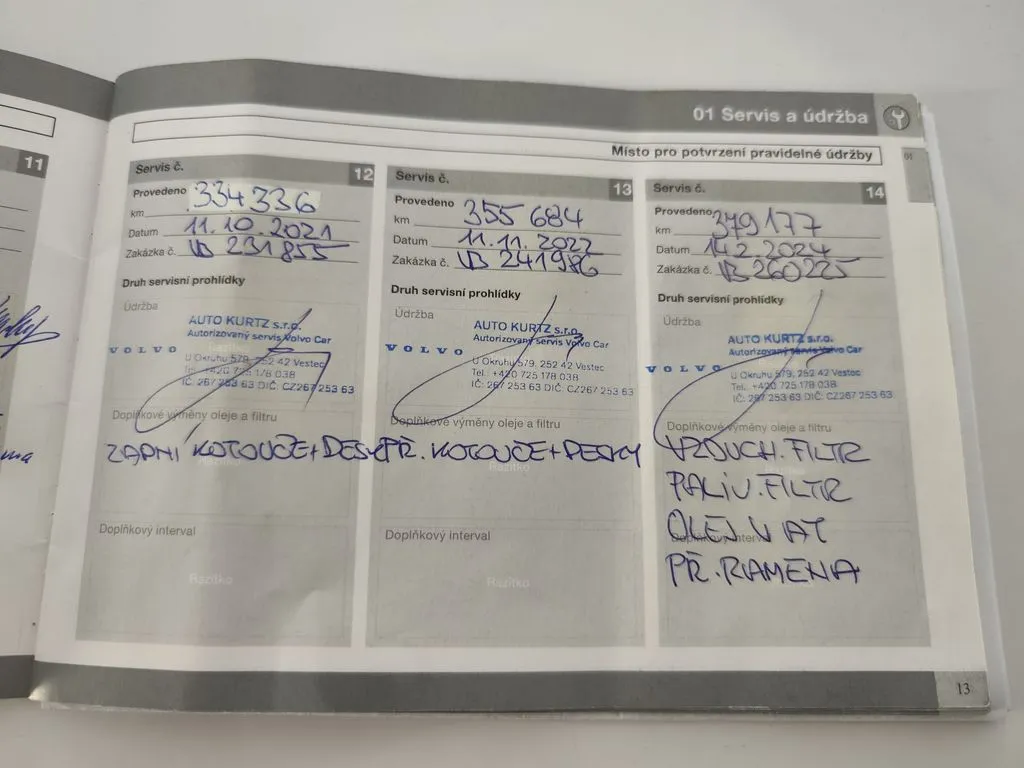 01 Servis a údržba
Místo pro potvrzení pravidelné údržby
01
11
Servis č. 12
Provedeno
km 334 336
Datum 11.10.2021
Zakázka č. VB 231855
Druh servisní prohlídky
Údržba
AUTO KURTZ s.r.o.
Autorizovaný servis Volvo Car
VOLVO
U Okruhu 579, 252 42 Vestec
Tel.: +420 725 178 038
IČ: 267 253 63 DIČ: CZ267 253 63
Doplňkové výměny oleje a filtru
ZADNÍ KOTOUČE + DESKY
Razítko
Doplňkový interval
Razítko
Servis č. 13
Provedeno
km 355 684
Datum 11.11.2022
Zakázka č. VB 241986
Druh servisní prohlídky
Údržba
AUTO KURTZ s.r.o.
Autorizovaný servis Volvo Car
VOLVO
U Okruhu 579, 252 42 Vestec
Tel.: +420 725 178 038
IČ: 267 253 63 DIČ: CZ267 253 63
Doplňkové výměny oleje a filtru
PŘ. KOTOUČE + DESKY
Razítko
Doplňkový interval
Razítko
Servis č. 14
Provedeno
km 379177
Datum 14.2.2024
Zakázka č. VB 260225
Druh servisní prohlídky
Údržba
AUTO KURTZ s.r.o.
Autorizovaný servis Volvo Car
VOLVO
U Okruhu 579, 252 42 Vestec
Tel.: +420 725 178 038
IČ: 267 253 63 DIČ: CZ267 253 63
Doplňkové výměny oleje a filtru
VZDUCH. FILTR
Razítko
PALIV. FILTR
OLEJ V AT
Doplňkový interval
PŘ. RAMENA
13